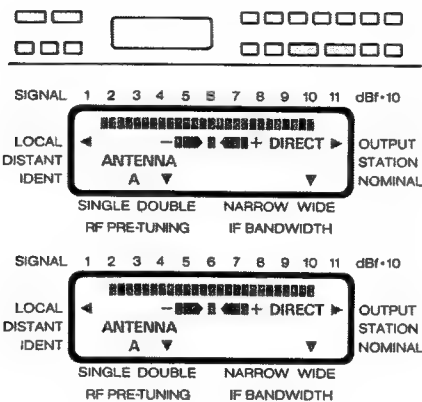 SIGNAL 1 2 3 4 5 6 7 8 9 10 11 dBf•10
LOCAL ◀ − + DIRECT ▶ OUTPUT
DISTANT ANTENNA STATION
IDENT A ▼ ▼ NOMINAL
SINGLE DOUBLE NARROW WIDE
RF PRE-TUNING IF BANDWIDTH
SIGNAL 1 2 3 4 5 6 7 8 9 10 11 dBf•10
LOCAL ◀ − + DIRECT ▶ OUTPUT
DISTANT ANTENNA STATION
IDENT A ▼ ▼ NOMINAL
SINGLE DOUBLE NARROW WIDE
RF PRE-TUNING IF BANDWIDTH